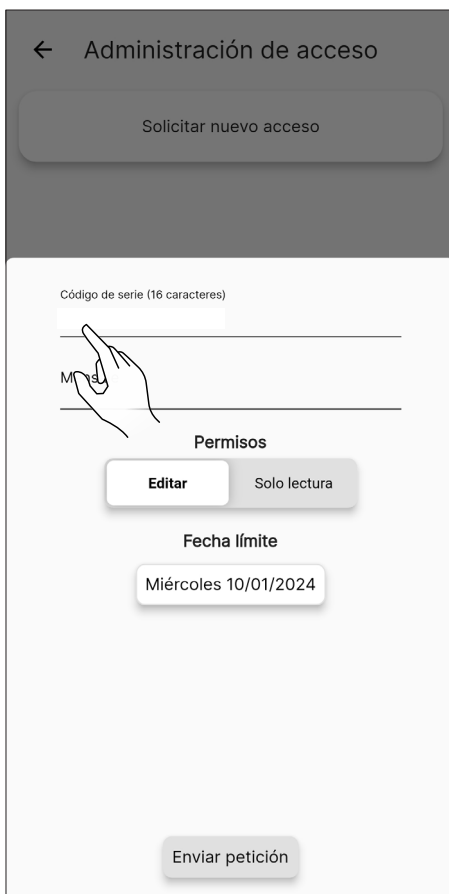 Administración de acceso
Solicitar nuevo acceso
Código de serie (16 caracteres)
Permisos
Editar
Solo lectura
Fecha límite
Miércoles 10/01/2024
Enviar petición